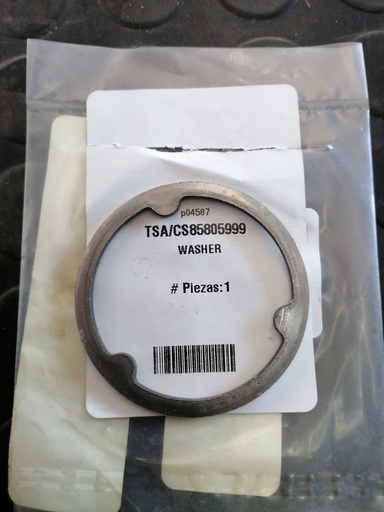 p04587
TSA/CS85805999
WASHER
# Piezas:1